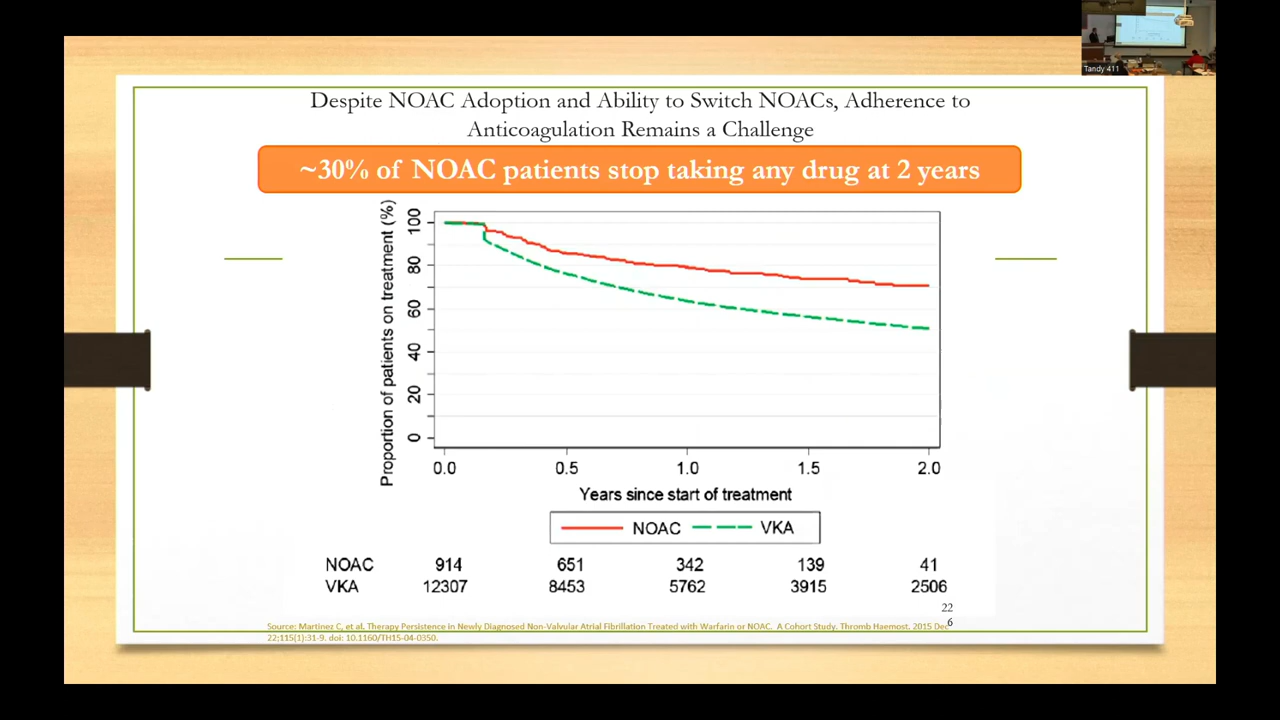 Tandy 411
Despite NOAC Adoption and Ability to Switch NOACs, Adherence to
Anticoagulation Remains a Challenge
~30% of NOAC patients stop taking any drug at 2 years
Proportion of patients on treatment (%)
100
80
60
40
20
0
0.0 0.5 1.0 1.5 2.0
Years since start of treatment
NOAC VKA
NOAC 914 651 342 139 41
VKA 12307 8453 5762 3915 2506
22
6
Source: Martinez C, et al. Therapy Persistence in Newly Diagnosed Non-Valvular Atrial Fibrillation Treated with Warfarin or NOAC. A Cohort Study. Thromb Haemost. 2015 Dec
22;115(1):31-9. doi: 10.1160/TH15-04-0350.